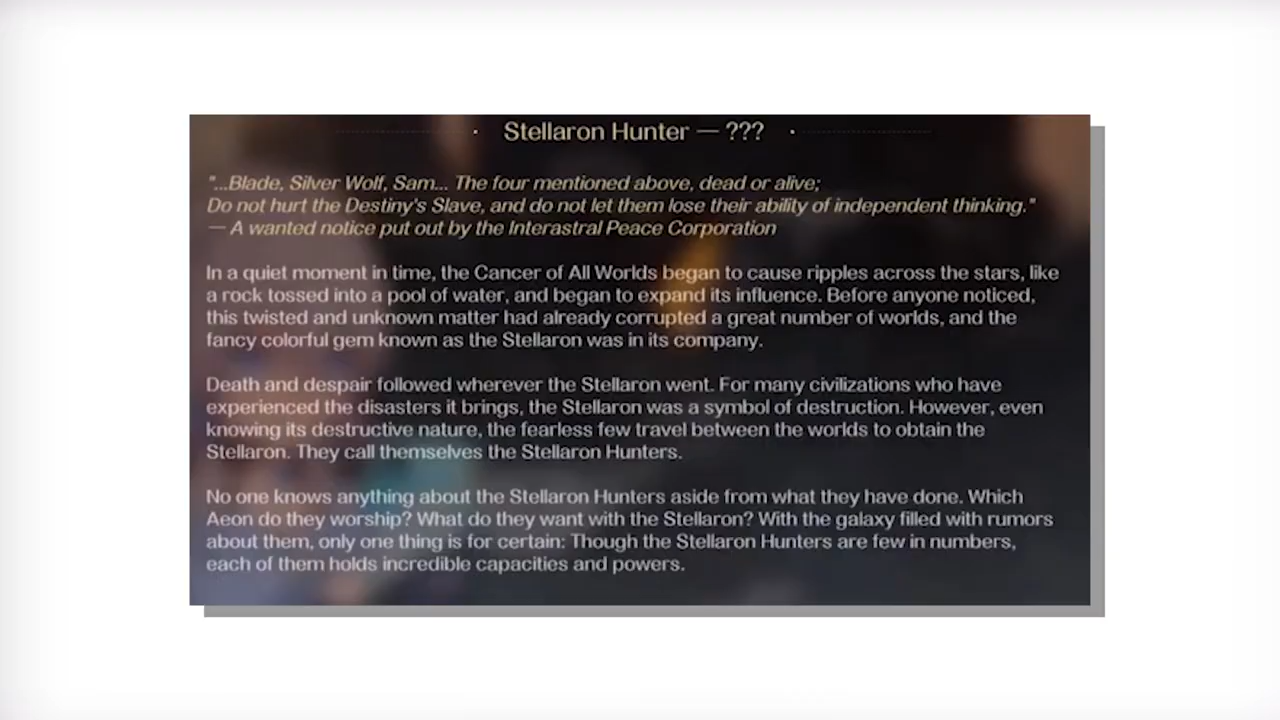 Stellaron Hunter — ???
"...Blade, Silver Wolf, Sam... The four mentioned above, dead or alive;
Do not hurt the Destiny's Slave, and do not let them lose their ability of independent thinking."
— A wanted notice put out by the Interastral Peace Corporation
In a quiet moment in time, the Cancer of All Worlds began to cause ripples across the stars, like
a rock tossed into a pool of water, and began to expand its influence. Before anyone noticed,
this twisted and unknown matter had already corrupted a great number of worlds, and the
fancy colorful gem known as the Stellaron was in its company.
Death and despair followed wherever the Stellaron went. For many civilizations who have
experienced the disasters it brings, the Stellaron was a symbol of destruction. However, even
knowing its destructive nature, the fearless few travel between the worlds to obtain the
Stellaron. They call themselves the Stellaron Hunters.
No one knows anything about the Stellaron Hunters aside from what they have done. Which
Aeon do they worship? What do they want with the Stellaron? With the galaxy filled with rumors
about them, only one thing is for certain: Though the Stellaron Hunters are few in numbers,
each of them holds incredible capacities and powers.